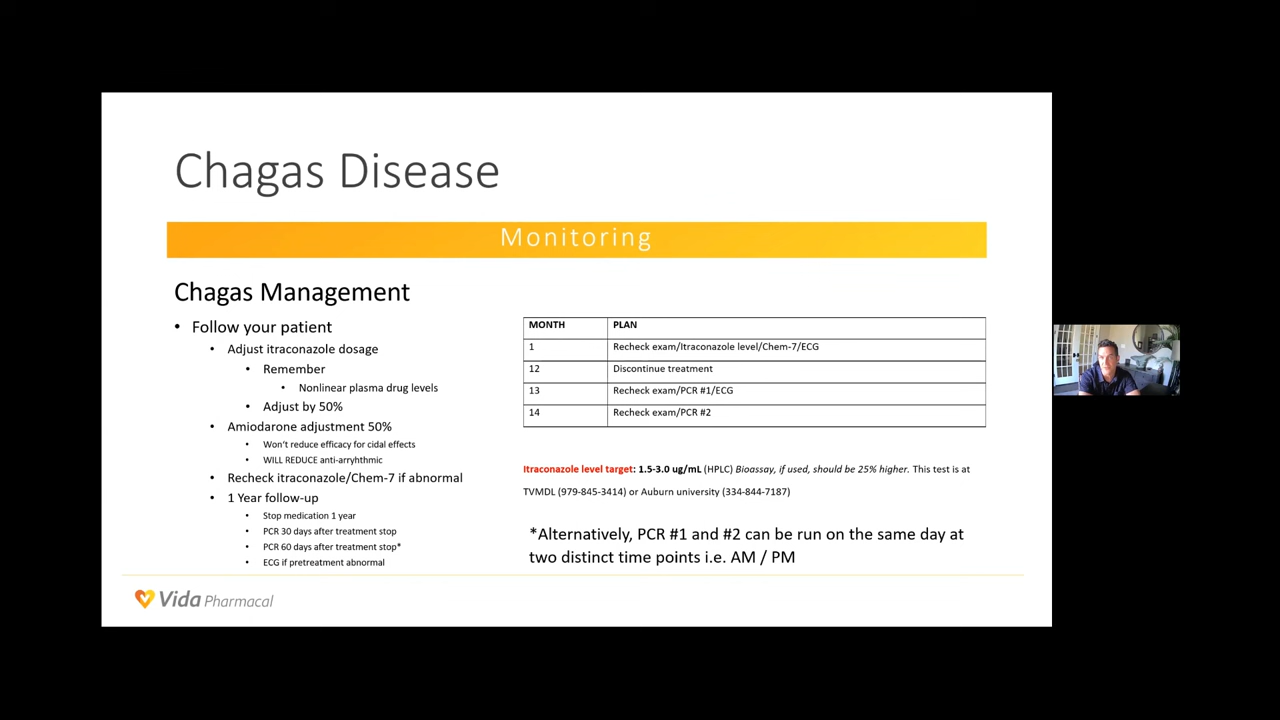 Chagas Disease
Monitoring
Chagas Management
• Follow your patient
• Adjust itraconazole dosage
• Remember
• Nonlinear plasma drug levels
• Adjust by 50%
• Amiodarone adjustment 50%
• Won't reduce efficacy for cidal effects
• WILL REDUCE anti-arryhthmic
• Recheck itraconazole/Chem-7 if abnormal
• 1 Year follow-up
• Stop medication 1 year
• PCR 30 days after treatment stop
• PCR 60 days after treatment stop*
• ECG if pretreatment abnormal
MONTH PLAN
1 Recheck exam/Itraconazole level/Chem-7/ECG
12 Discontinue treatment
13 Recheck exam/PCR #1/ECG
14 Recheck exam/PCR #2
Itraconazole level target: 1.5-3.0 ug/mL (HPLC) Bioassay, if used, should be 25% higher. This test is at
TVMDL (979-845-3414) or Auburn university (334-844-7187)
*Alternatively, PCR #1 and #2 can be run on the same day at
two distinct time points i.e. AM / PM
Vida Pharmacal